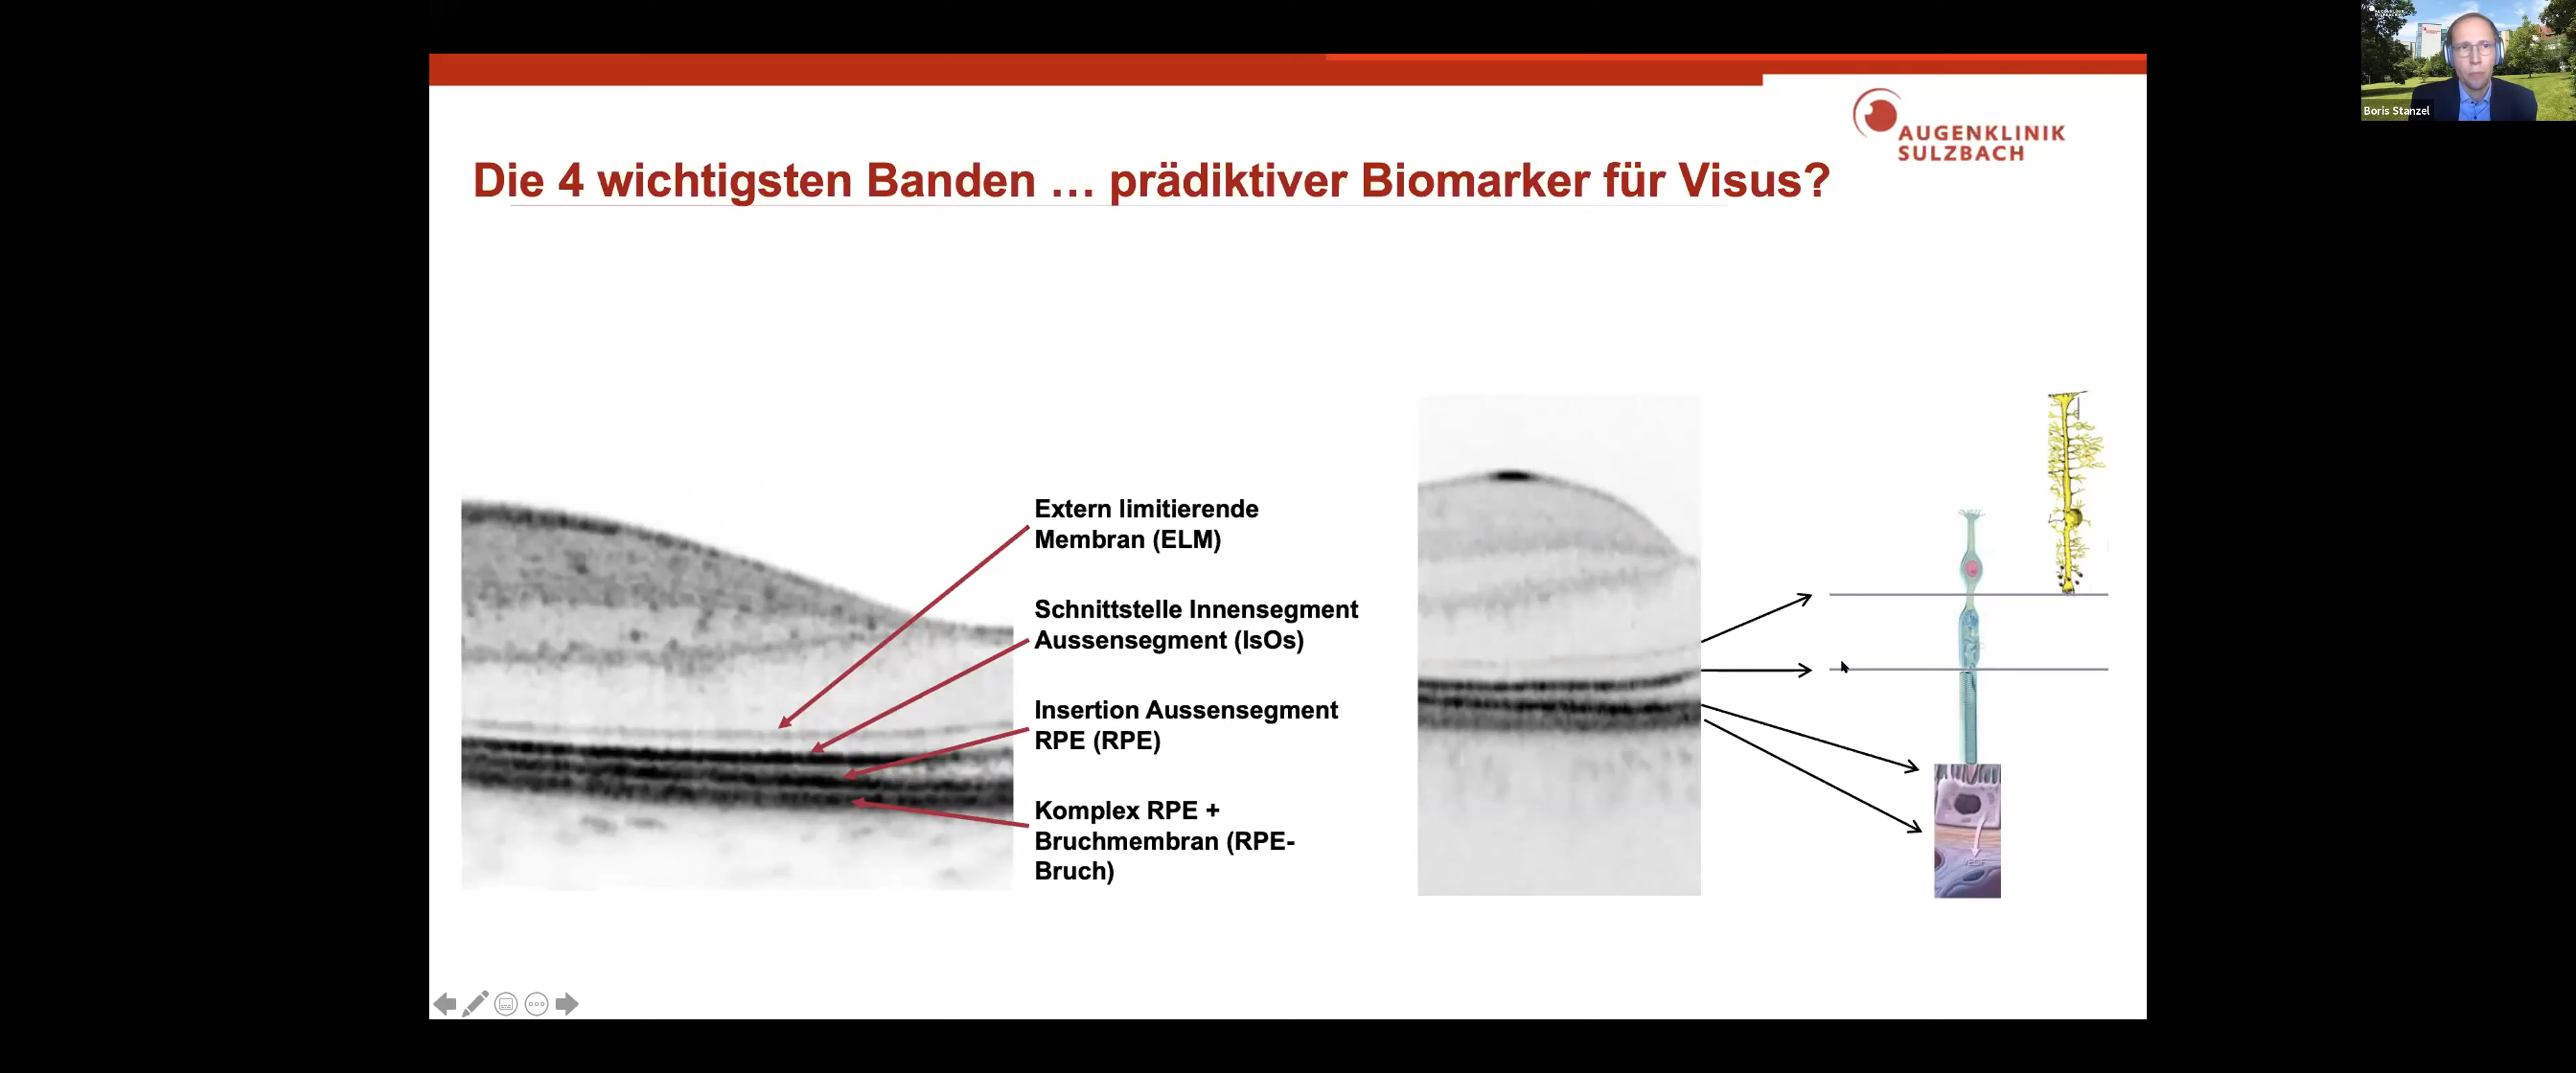 Boris Stanzel
AUGENKLINIK
SULZBACH
Die 4 wichtigsten Banden … prädiktiver Biomarker für Visus?
Extern limitierende
Membran (ELM)
Schnittstelle Innensegment
Aussensegment (IsOs)
Insertion Aussensegment
RPE (RPE)
Komplex RPE +
Bruchmembran (RPE-
Bruch)